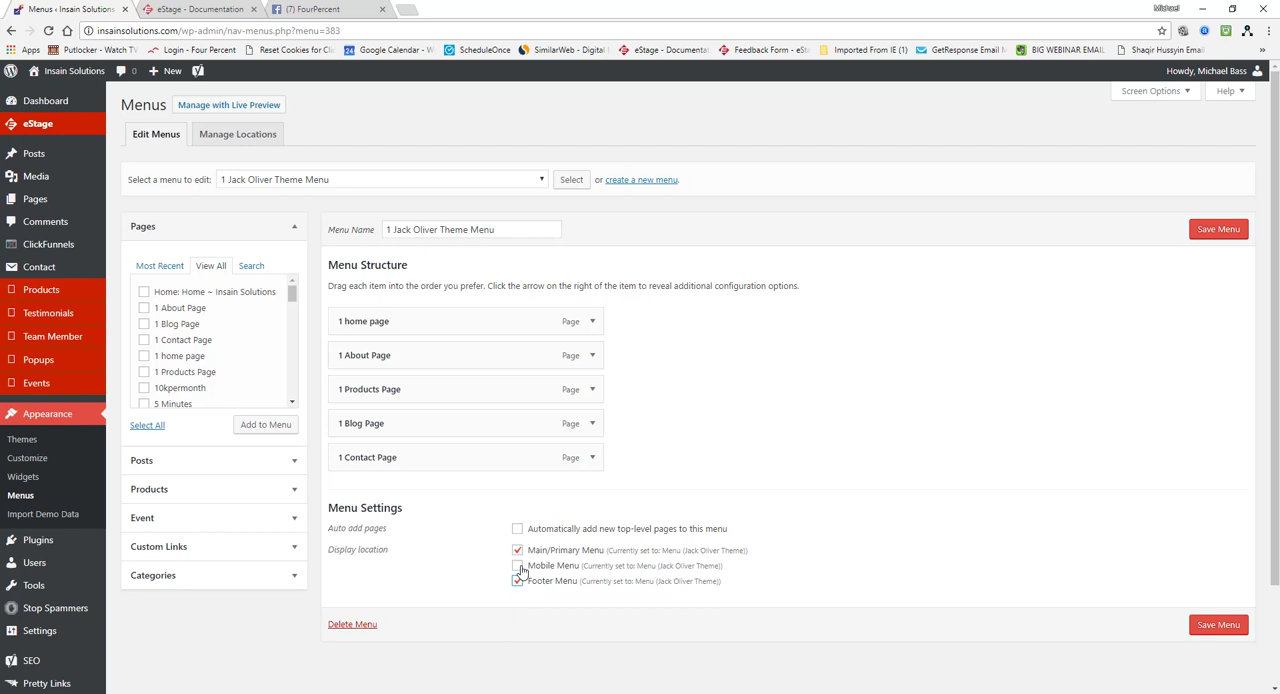 Menus ‹ Insain Solutions
eStage - Documentation
(7) FourPercent
Michael
insainsolutions.com/wp-admin/nav-menus.php?menu=383
Apps
Putlocker - Watch TV
Login - Four Percent
Reset Cookies for Cli
Google Calendar - W
ScheduleOnce
SimilarWeb - Digital
eStage - Documentat
Feedback Form - eSt
Imported From IE (1)
GetResponse Email M
BIG WEBINAR EMAIL
Shaqir Hussyin Email
Insain Solutions
0
New
Howdy, Michael Bass
Dashboard
eStage
Posts
Media
Pages
Comments
ClickFunnels
Contact
Products
Testimonials
Team Member
Popups
Events
Appearance
Themes
Customize
Widgets
Menus
Import Demo Data
Plugins
Users
Tools
Stop Spammers
Settings
SEO
Pretty Links
Menus
Manage with Live Preview
Screen Options
Help
Edit Menus
Manage Locations
Select a menu to edit:
1 Jack Oliver Theme Menu
Select
or create a new menu.
Pages
Most Recent
View All
Search
Home: Home ~ Insain Solutions
1 About Page
1 Blog Page
1 Contact Page
1 home page
1 Products Page
10kpermonth
5 Minutes
Select All
Add to Menu
Posts
Products
Event
Custom Links
Categories
Menu Name
1 Jack Oliver Theme Menu
Save Menu
Menu Structure
Drag each item into the order you prefer. Click the arrow on the right of the item to reveal additional configuration options.
1 home page
Page
1 About Page
Page
1 Products Page
Page
1 Blog Page
Page
1 Contact Page
Page
Menu Settings
Auto add pages
Automatically add new top-level pages to this menu
Display location
Main/Primary Menu (Currently set to: Menu (Jack Oliver Theme))
Mobile Menu (Currently set to: Menu (Jack Oliver Theme))
Footer Menu (Currently set to: Menu (Jack Oliver Theme))
Delete Menu
Save Menu